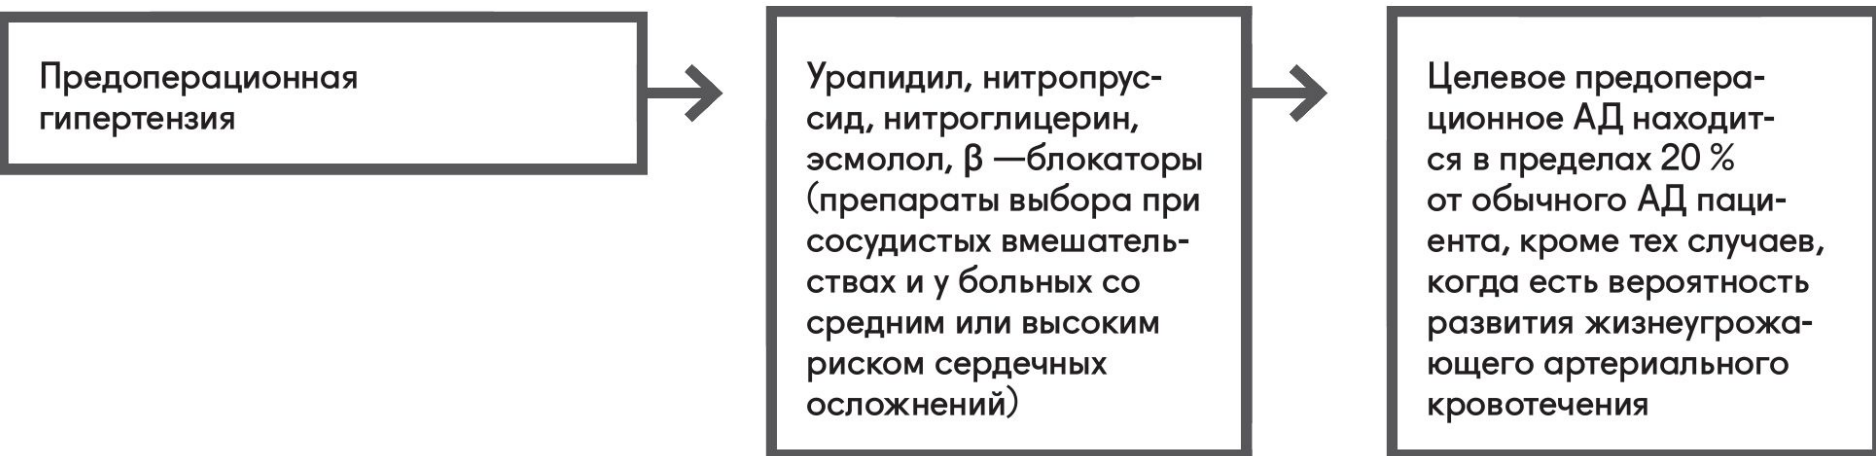 Предоперационная
гипертензия
Урапидил, нитропрус-
сид, нитроглицерин,
эсмолол, β —блокаторы
(препараты выбора при
сосудистых вмешатель-
ствах и у больных со
средним или высоким
риском сердечных
осложнений)
Целевое предопера-
ционное АД находит-
ся в пределах 20 %
от обычного АД паци-
ента, кроме тех случаев,
когда есть вероятность
развития жизнеугрожа-
ющего артериального
кровотечения